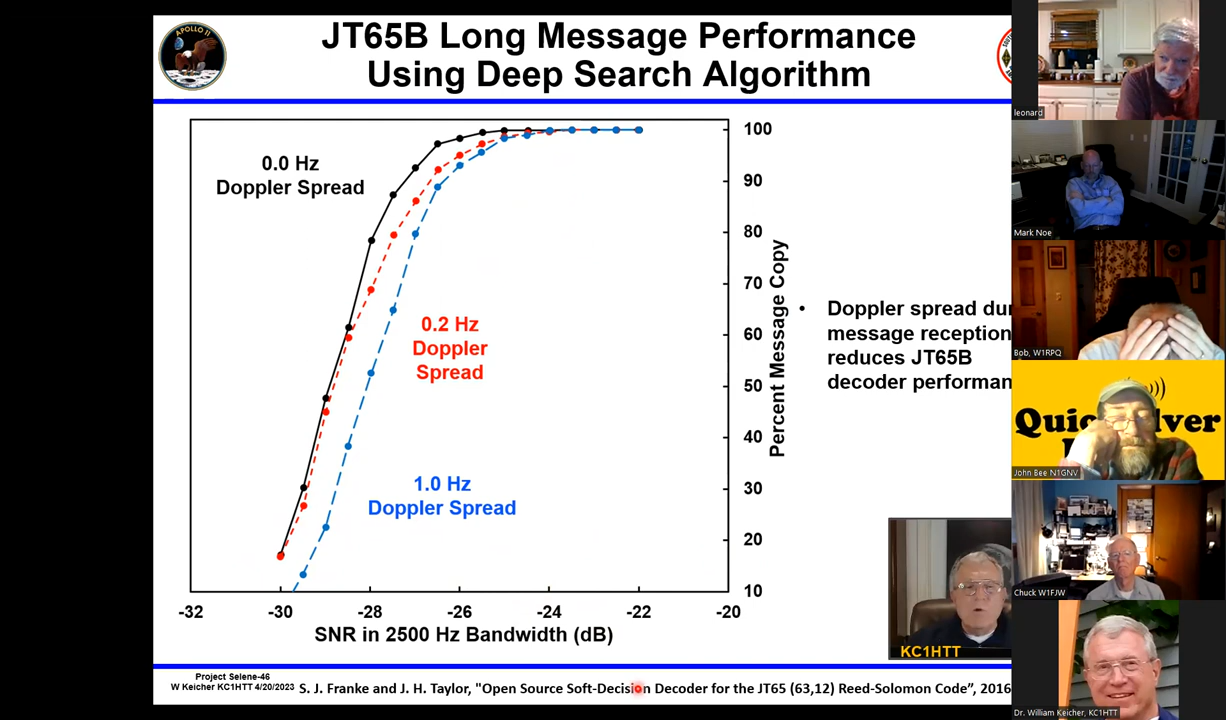 APOLLO 11
JT65B Long Message Performance
Using Deep Search Algorithm
0.0 Hz
Doppler Spread
0.2 Hz
Doppler
Spread
1.0 Hz
Doppler Spread
100
90
80
70
60
50
40
30
20
10
Percent Message Copy
-32
-30
-28
-26
-24
-22
-20
SNR in 2500 Hz Bandwidth (dB)
• Doppler spread du
message reception
reduces JT65B
decoder performan
Project Selene-46
W Keicher KC1HTT 4/20/2023
S. J. Franke and J. H. Taylor, "Open Source Soft-Decision Decoder for the JT65 (63,12) Reed-Solomon Code”, 2016
KC1HTT
leonard
Mark Noe
Bob, W1RPQ
Qui
lver
John Bee N1GNV
Chuck W1FJW
Dr. William Keicher, KC1HTT